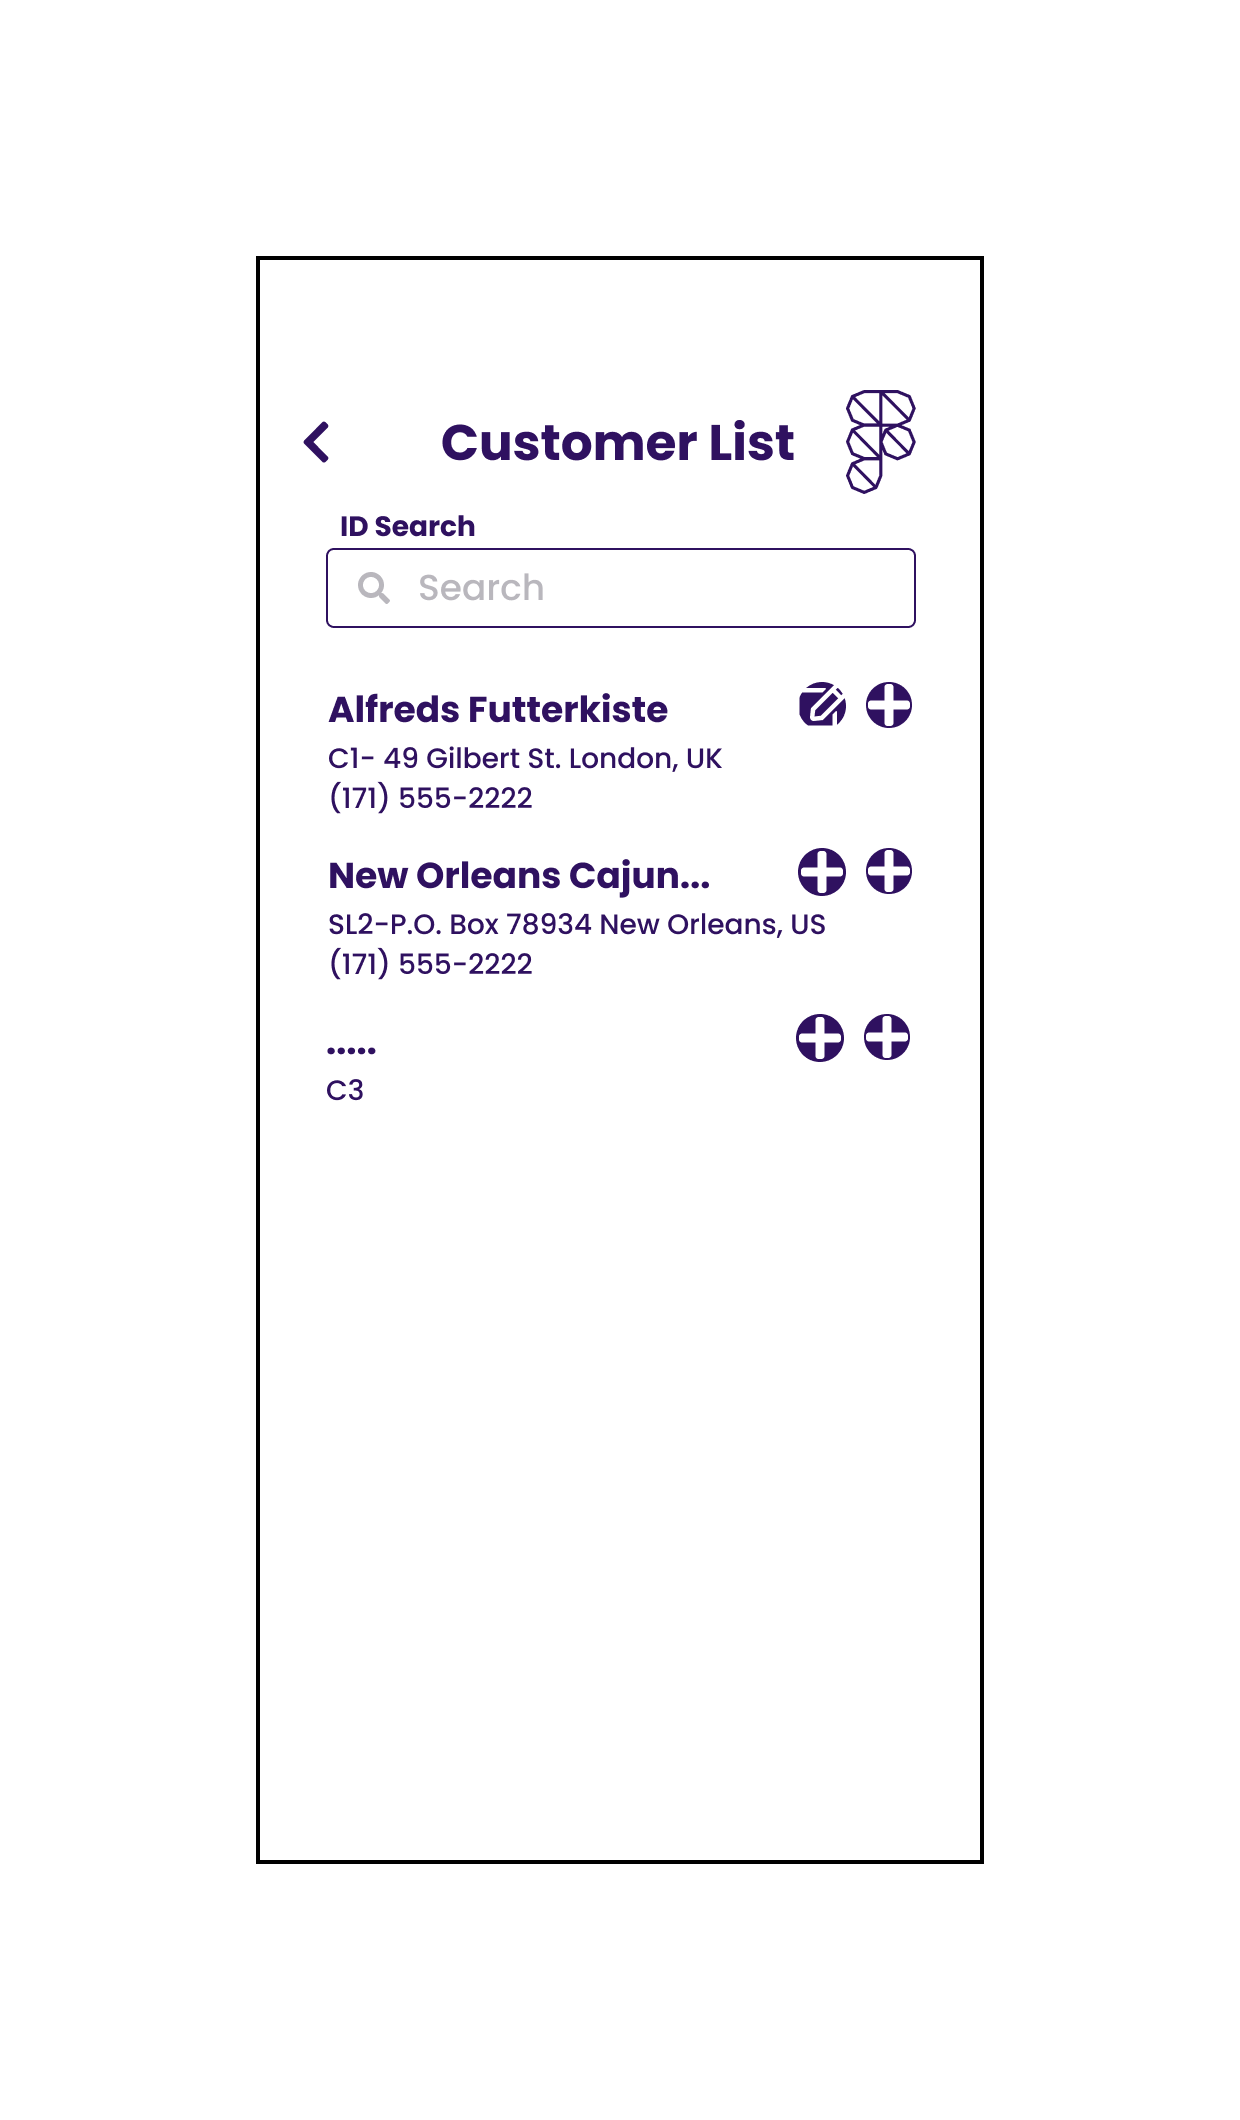 Customer List
ID Search
Search
Alfreds Futterkiste
C1- 49 Gilbert St. London, UK
(171) 555-2222
New Orleans Cajun...
SL2-P.O. Box 78934 New Orleans, US
(171) 555-2222
.....
C3